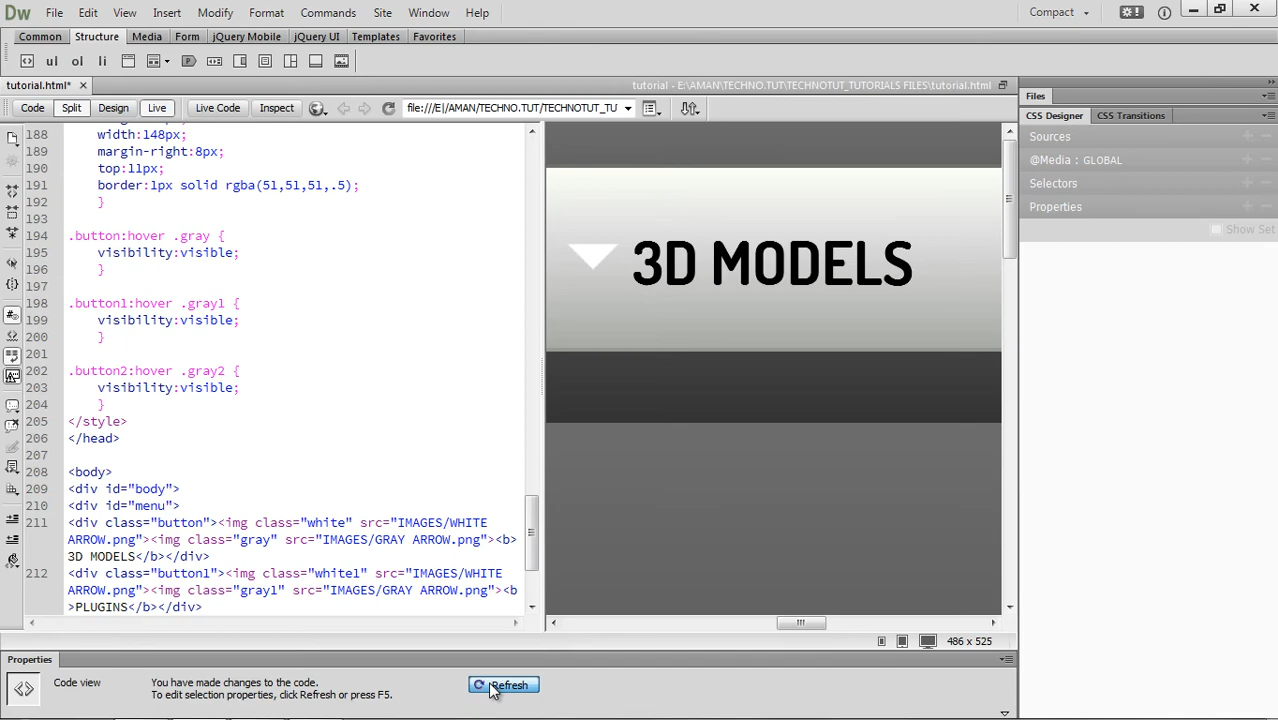 Dw File Edit View Insert Modify Format Commands Site Window Help Compact
Common Structure Media Form jQuery Mobile jQuery UI Templates Favorites
ul ol li
tutorial.html* tutorial - E:\AMAN\TECHNO.TUT\TECHNOTUT_TUTORIALS FILES\tutorial.html
Code Split Design Live Live Code Inspect file:///E|/AMAN/TECHNO.TUT/TECHNOTUT_TU
188 width:148px;
189 margin-right:8px;
190 top:11px;
191 border:1px solid rgba(51,51,51,.5);
192 }
193
194 .button:hover .gray {
195 visibility:visible;
196 }
197
198 .button1:hover .gray1 {
199 visibility:visible;
200 }
201
202 .button2:hover .gray2 {
203 visibility:visible;
204 }
205 </style>
206 </head>
207
208 <body>
209 <div id="body">
210 <div id="menu">
211 <div class="button"><img class="white" src="IMAGES/WHITE
ARROW.png"><img class="gray" src="IMAGES/GRAY ARROW.png"><b>
3D MODELS</b></div>
212 <div class="button1"><img class="white1" src="IMAGES/WHITE
ARROW.png"><img class="gray1" src="IMAGES/GRAY ARROW.png"><b
>PLUGINS</b></div>
3D MODELS
486 x 525
Files
CSS Designer CSS Transitions
Sources
@Media : GLOBAL
Selectors
Properties
Show Set
Properties
Code view You have made changes to the code.
To edit selection properties, click Refresh or press F5.
Refresh